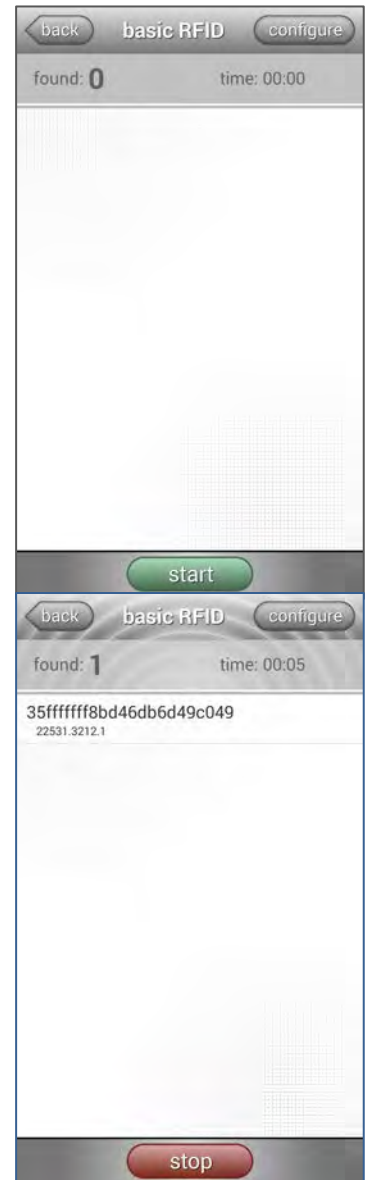 back basic RFID configure
found: 0 time: 00:00
start
back basic RFID configure
found: 1 time: 00:05
35fffffff8bd46db6d49c049
22531.3212.1
stop